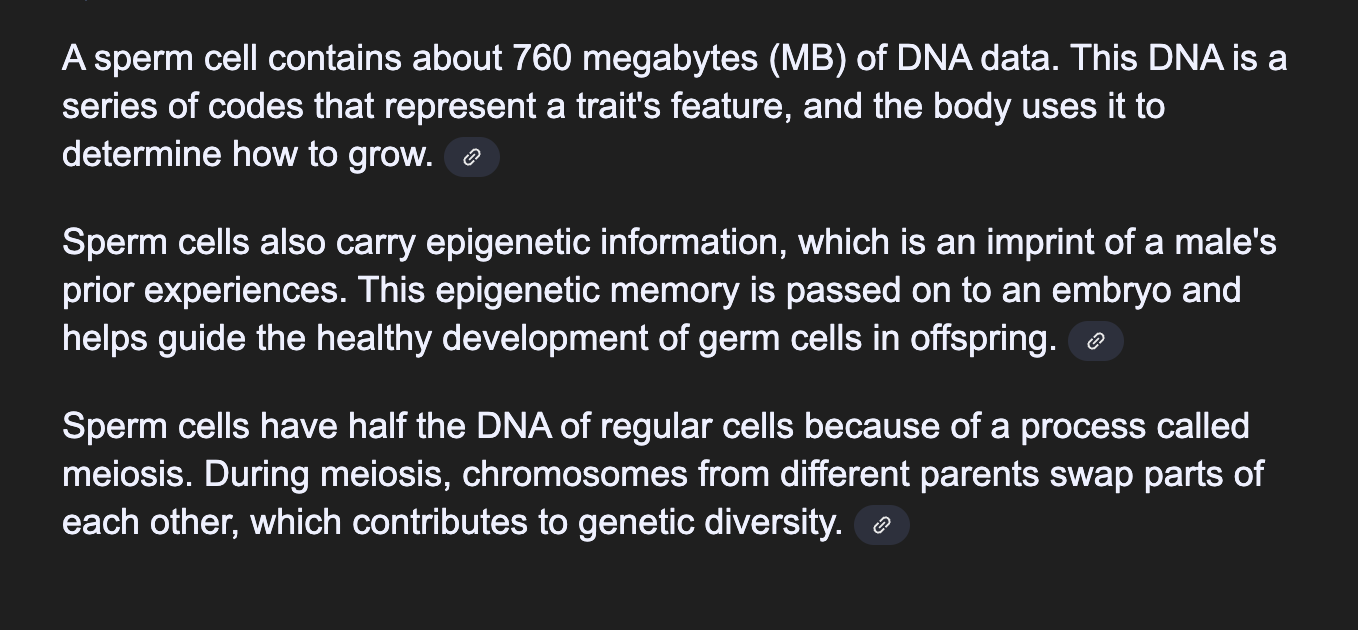 A sperm cell contains about 760 megabytes (MB) of DNA data. This DNA is a
series of codes that represent a trait's feature, and the body uses it to
determine how to grow.
Sperm cells also carry epigenetic information, which is an imprint of a male's
prior experiences. This epigenetic memory is passed on to an embryo and
helps guide the healthy development of germ cells in offspring.
Sperm cells have half the DNA of regular cells because of a process called
meiosis. During meiosis, chromosomes from different parents swap parts of
each other, which contributes to genetic diversity.